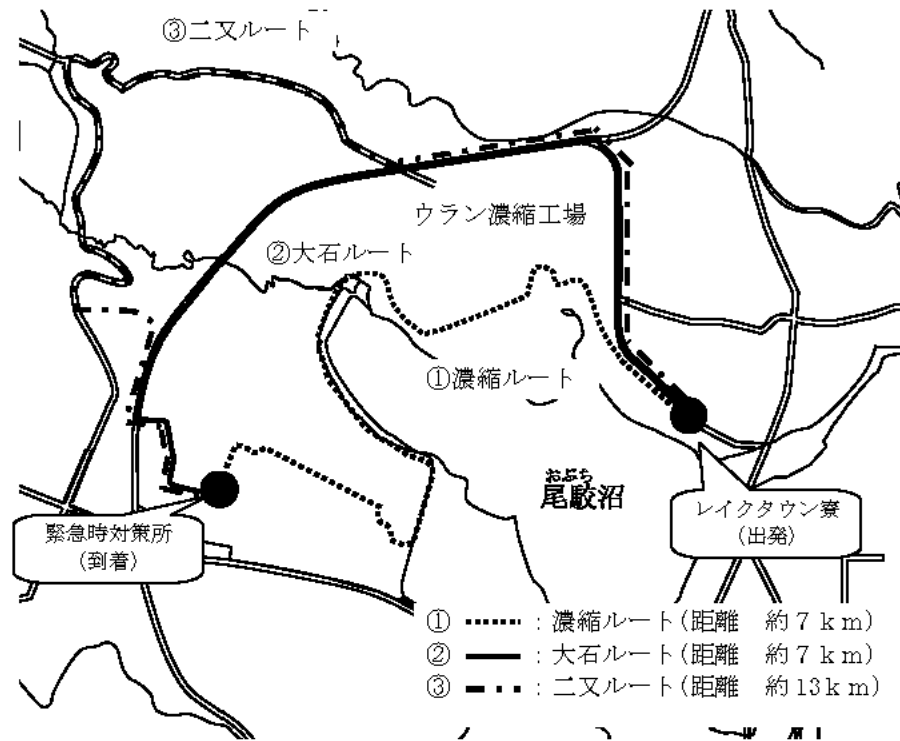 ③二又ルート
ウラン濃縮工場
②大石ルート
①濃縮ルート
おぶち
尾駮沼
レイクタウン寮
(出発)
緊急時対策所
(到着)
① : 濃縮ルート(距離 約7km)
② : 大石ルート(距離 約7km)
③ : 二又ルート(距離 約13km)